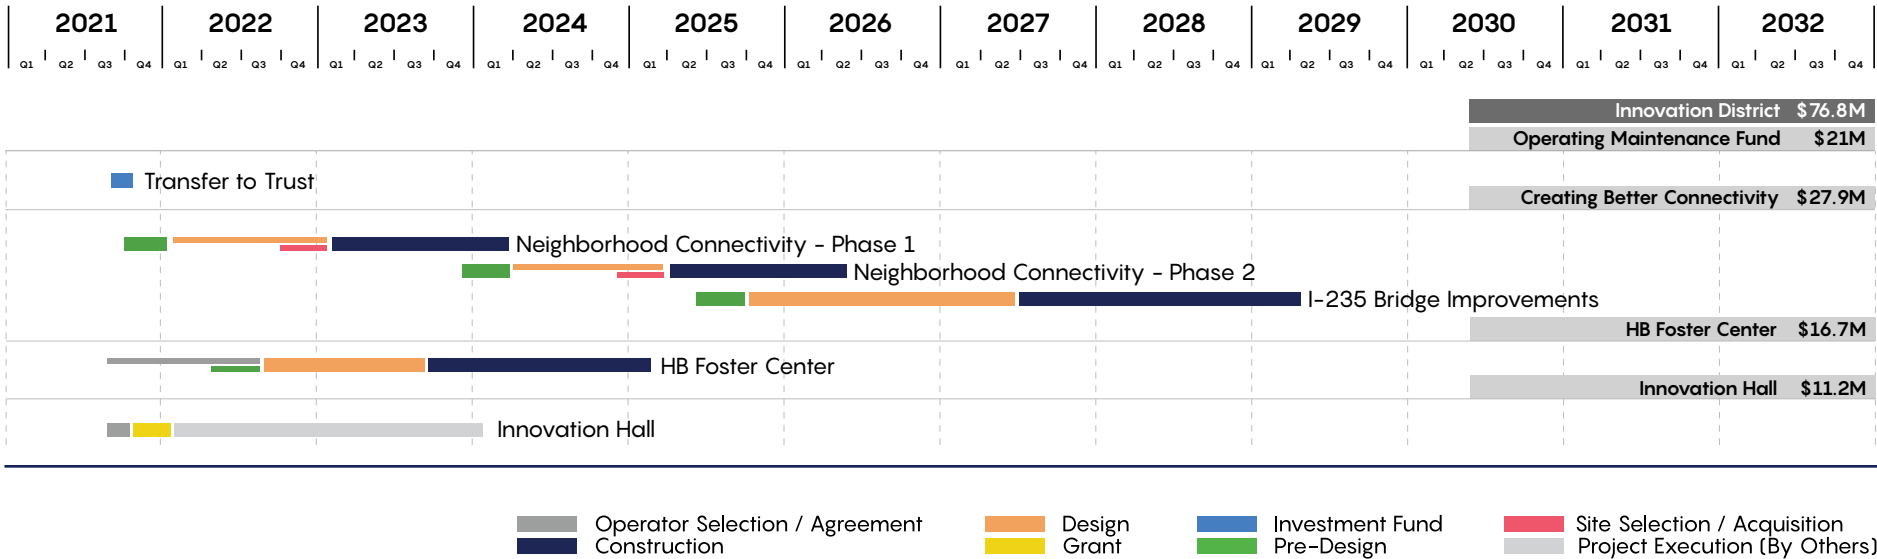 2021 2022 2023 2024 2025 2026 2027 2028 2029 2030 2031 2032
Q1 Q2 Q3 Q4 Q1 Q2 Q3 Q4 Q1 Q2 Q3 Q4 Q1 Q2 Q3 Q4 Q1 Q2 Q3 Q4 Q1 Q2 Q3 Q4 Q1 Q2 Q3 Q4 Q1 Q2 Q3 Q4 Q1 Q2 Q3 Q4 Q1 Q2 Q3 Q4 Q1 Q2 Q3 Q4 Q1 Q2 Q3 Q4
Innovation District $76.8M
Operating Maintenance Fund $21M
Transfer to Trust
Creating Better Connectivity $27.9M
Neighborhood Connectivity - Phase 1
Neighborhood Connectivity - Phase 2
I-235 Bridge Improvements
HB Foster Center $16.7M
HB Foster Center
Innovation Hall $11.2M
Innovation Hall
Operator Selection / Agreement Design Investment Fund Site Selection / Acquisition
Construction Grant Pre-Design Project Execution (By Others)